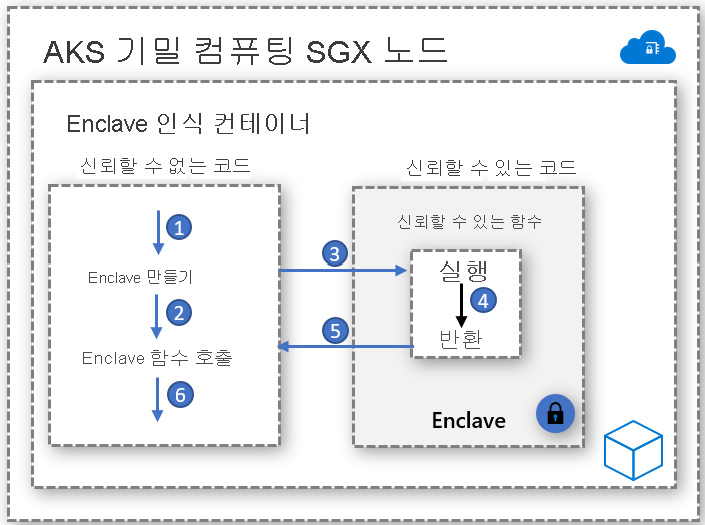 AKS 기밀 컴퓨팅 SGX 노드
Enclave 인식 컨테이너
신뢰할 수 없는 코드
신뢰할 수 있는 코드
신뢰할 수 있는 함수
1
Enclave 만들기
2
Enclave 함수 호출
6
3
5
실행
4
반환
Enclave